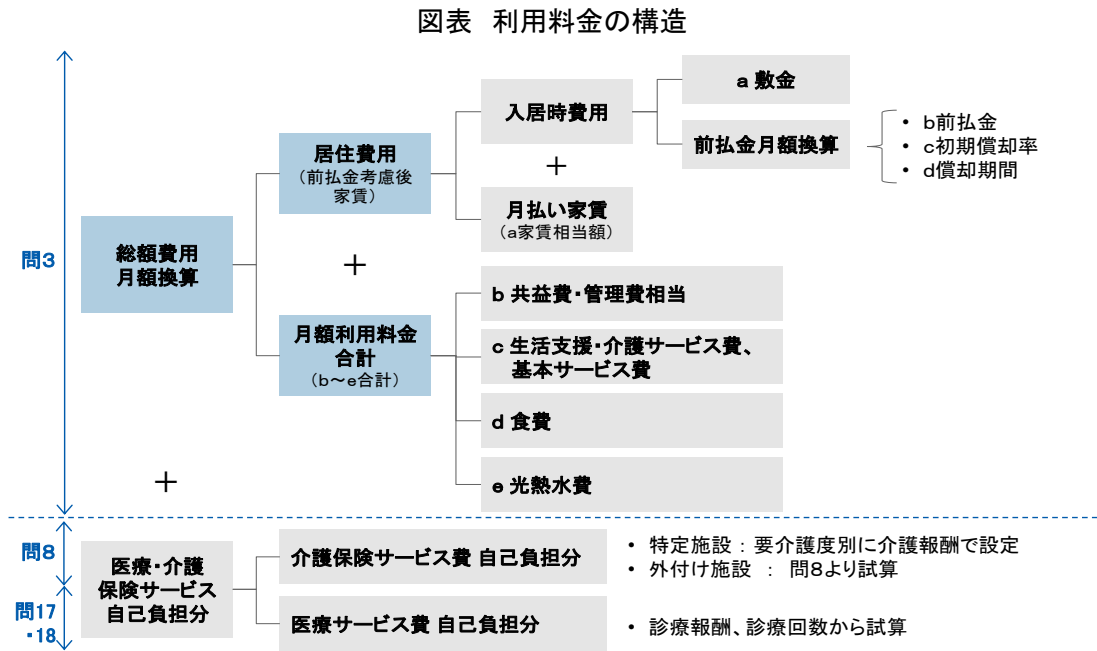 図表 利用料金の構造
問3
総額費用
月額換算
居住費用
（前払金考慮後
家賃）
入居時費用
a 敷金
前払金月額換算
• b前払金
• c初期償却率
• d償却期間
＋
月払い家賃
（a家賃相当額）
＋
月額利用料金
合計
（b～e合計）
b 共益費・管理費相当
c 生活支援・介護サービス費、
基本サービス費
d 食費
e 光熱水費
＋
問8
問17
・18
医療・介護
保険サービス
自己負担分
介護保険サービス費 自己負担分
• 特定施設：要介護度別に介護報酬で設定
• 外付け施設 ： 問8より試算
医療サービス費 自己負担分
• 診療報酬、診療回数から試算